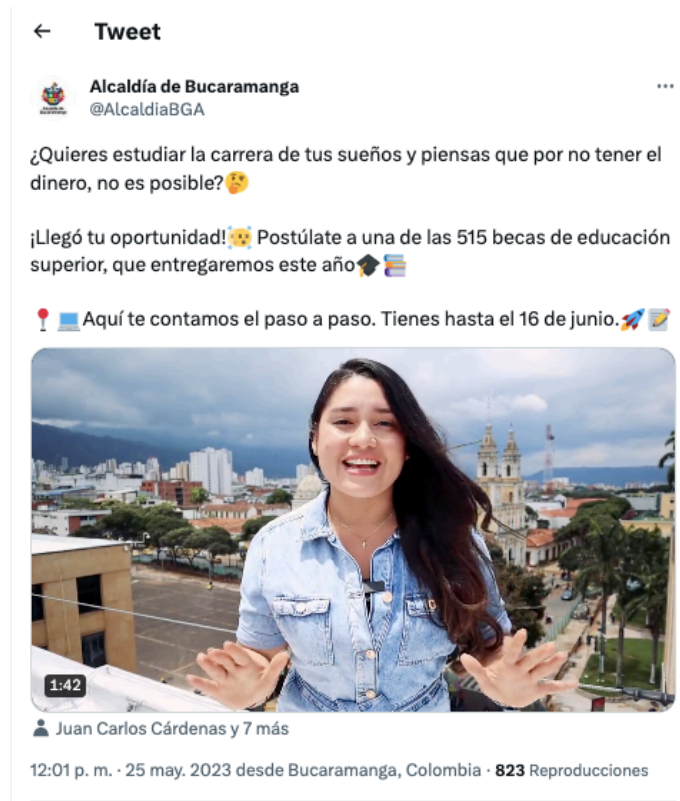 ← Tweet
Alcaldía de Bucaramanga
@AlcaldiaBGA
¿Quieres estudiar la carrera de tus sueños y piensas que por no tener el
dinero, no es posible?🤔
¡Llegó tu oportunidad!🫨 Postúlate a una de las 515 becas de educación
superior, que entregaremos este año🎓📚
📍💻Aquí te contamos el paso a paso. Tienes hasta el 16 de junio.🚀📝
1:42
Juan Carlos Cárdenas y 7 más
12:01 p. m. · 25 may. 2023 desde Bucaramanga, Colombia · 823 Reproducciones